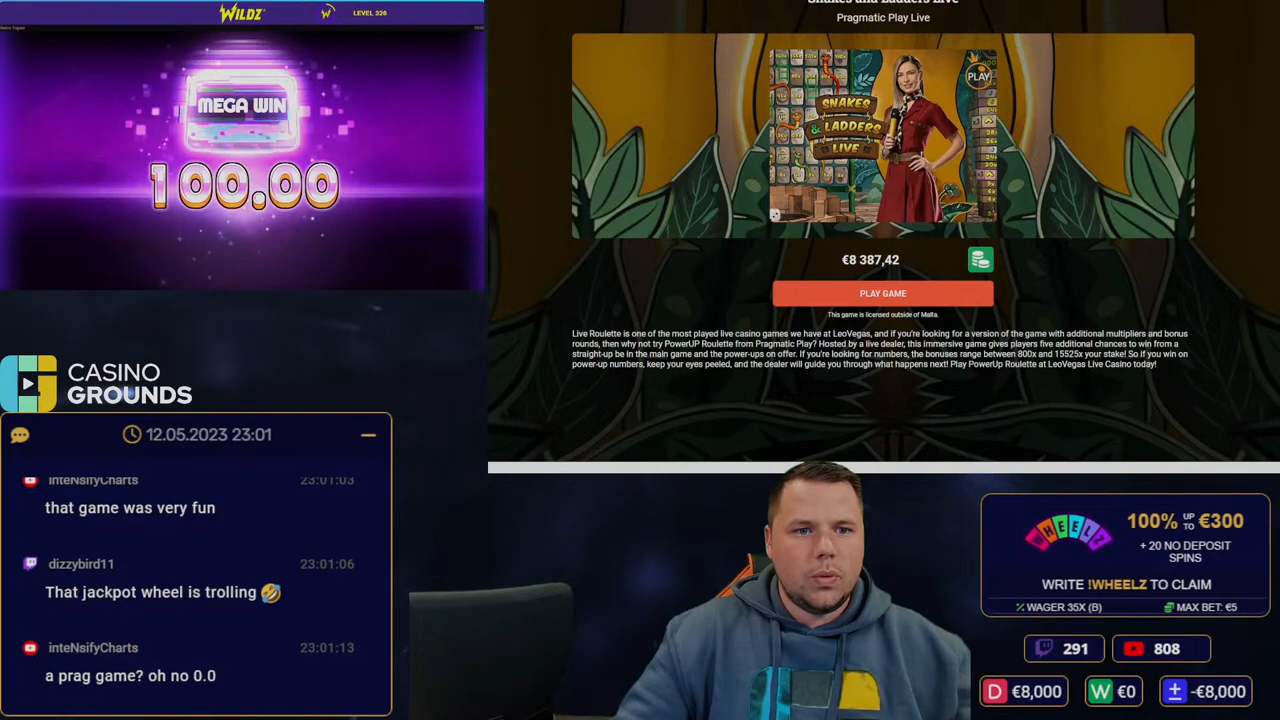 WILDZ
LEVEL 326
MEGA WIN
100.00
Snakes and Ladders Live
Pragmatic Play Live
PLAY
SNAKES
& LADDERS
LIVE
€8 387,42
PLAY GAME
This game is licensed outside of Malta.
Live Roulette is one of the most played live casino games we have at LeoVegas, and if you're looking for a version of the game with additional multipliers and bonus
rounds, then why not try PowerUP Roulette from Pragmatic Play? Hosted by a live dealer, this immersive game gives players five additional chances to win from a
straight-up be in the main game and the power-ups on offer. If you're looking for numbers, the bonuses range between 800x and 15525x your stake! So if you win on
power-up numbers, keep your eyes peeled, and the dealer will guide you through what happens next! Play PowerUp Roulette at LeoVegas Live Casino today!
CASINO
GROUNDS
12.05.2023 23:01
inteNsifyCharts 23:01:03
that game was very fun
dizzybird11 23:01:06
That jackpot wheel is trolling 🤣
inteNsifyCharts 23:01:13
a prag game? oh no 0.0
WHEELZ
100% UP TO €300
+ 20 NO DEPOSIT
SPINS
WRITE !WHEELZ TO CLAIM
WAGER 35X (B) MAX BET: €5
291 808
D €8,000 W €0 ± -€8,000